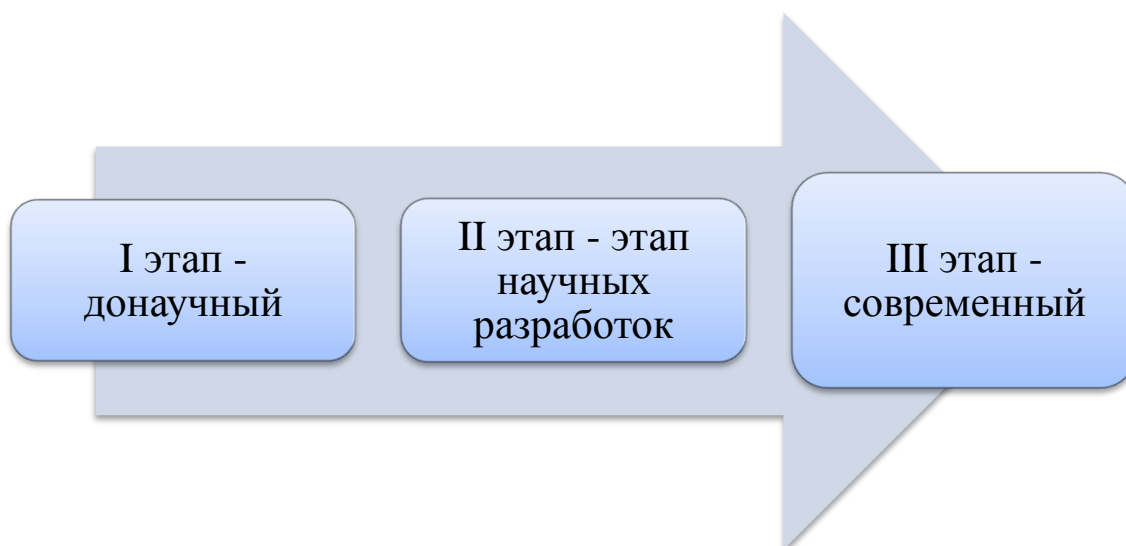 I этап -
донаучный
II этап - этап
научных
разработок
III этап -
современный